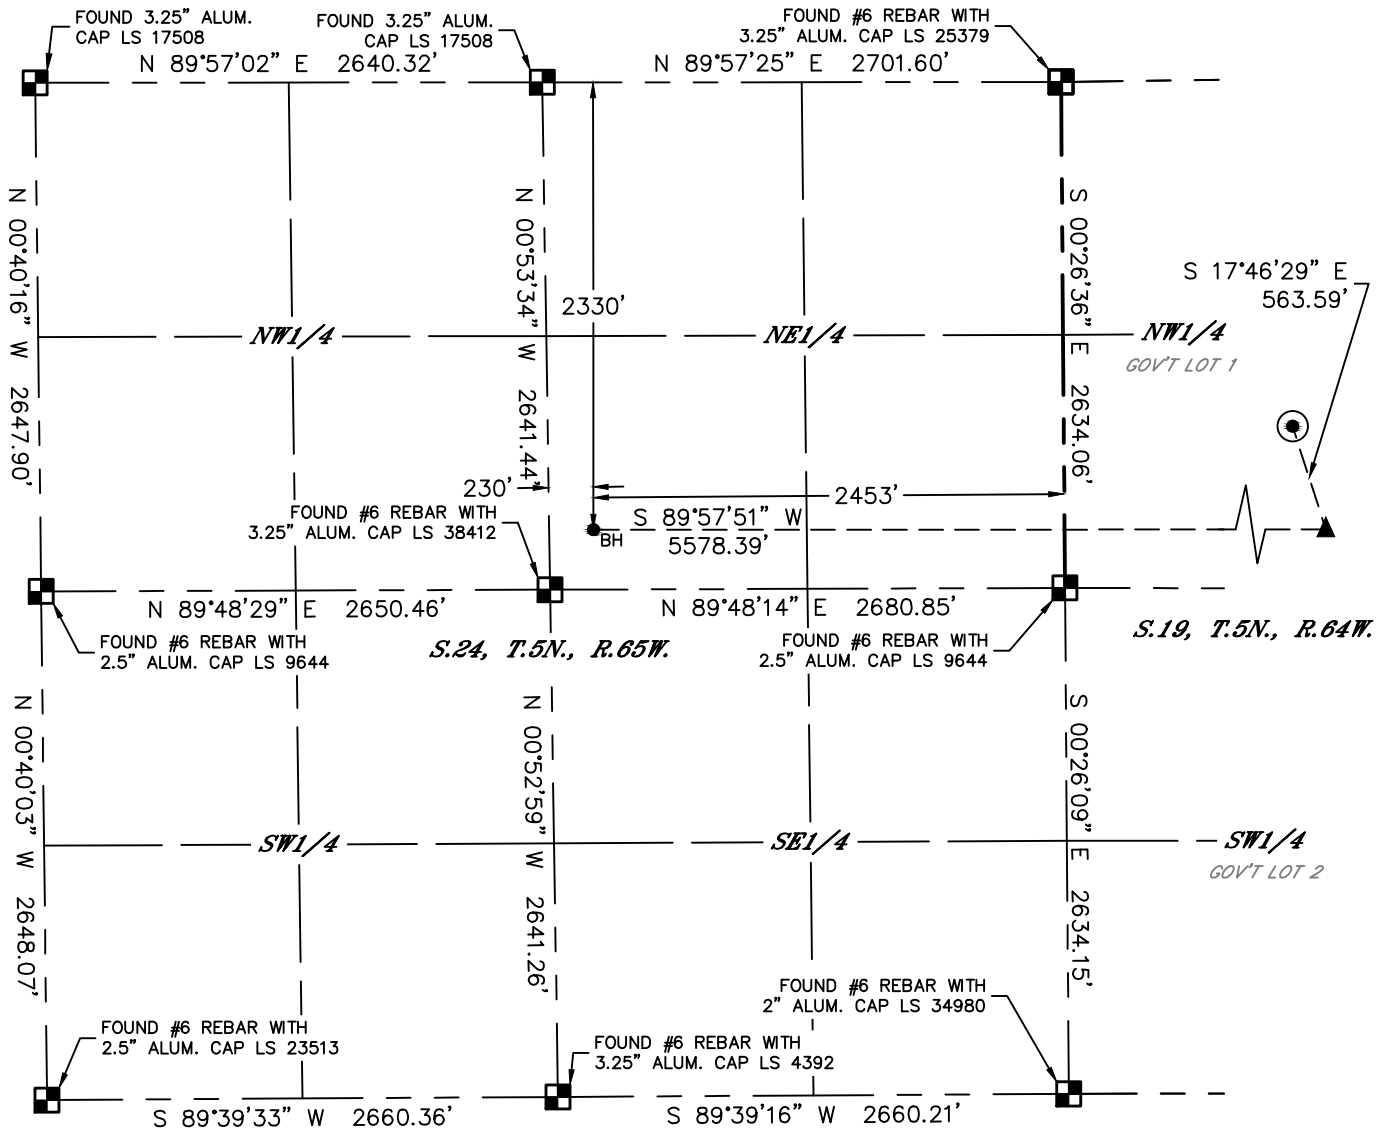 FOUND 3.25" ALUM.
CAP LS 17508
FOUND 3.25" ALUM.
CAP LS 17508
FOUND #6 REBAR WITH
3.25" ALUM. CAP LS 25379
N 89°57'02" E 2640.32'
N 89°57'25" E 2701.60'
N 00°40'16" W 2647.90'
N 00°53'34" W 2641.44'
S 00°26'36" E 2634.06'
S 17°46'29" E
563.59'
2330'
NW1/4
NE1/4
NW1/4
GOV'T LOT 1
230'
2453'
FOUND #6 REBAR WITH
3.25" ALUM. CAP LS 38412
BH
S 89°57'51" W
5578.39'
N 89°48'29" E 2650.46'
N 89°48'14" E 2680.85'
FOUND #6 REBAR WITH
2.5" ALUM. CAP LS 9644
S.24, T.5N., R.65W.
FOUND #6 REBAR WITH
2.5" ALUM. CAP LS 9644
S.19, T.5N., R.64W.
N 00°40'03" W 2648.07'
N 00°52'59" W 2641.26'
S 00°26'09" E 2634.15'
SW1/4
SE1/4
SW1/4
GOV'T LOT 2
FOUND #6 REBAR WITH
2.5" ALUM. CAP LS 23513
FOUND #6 REBAR WITH
3.25" ALUM. CAP LS 4392
FOUND #6 REBAR WITH
2" ALUM. CAP LS 34980
S 89°39'33" W 2660.36'
S 89°39'16" W 2660.21'